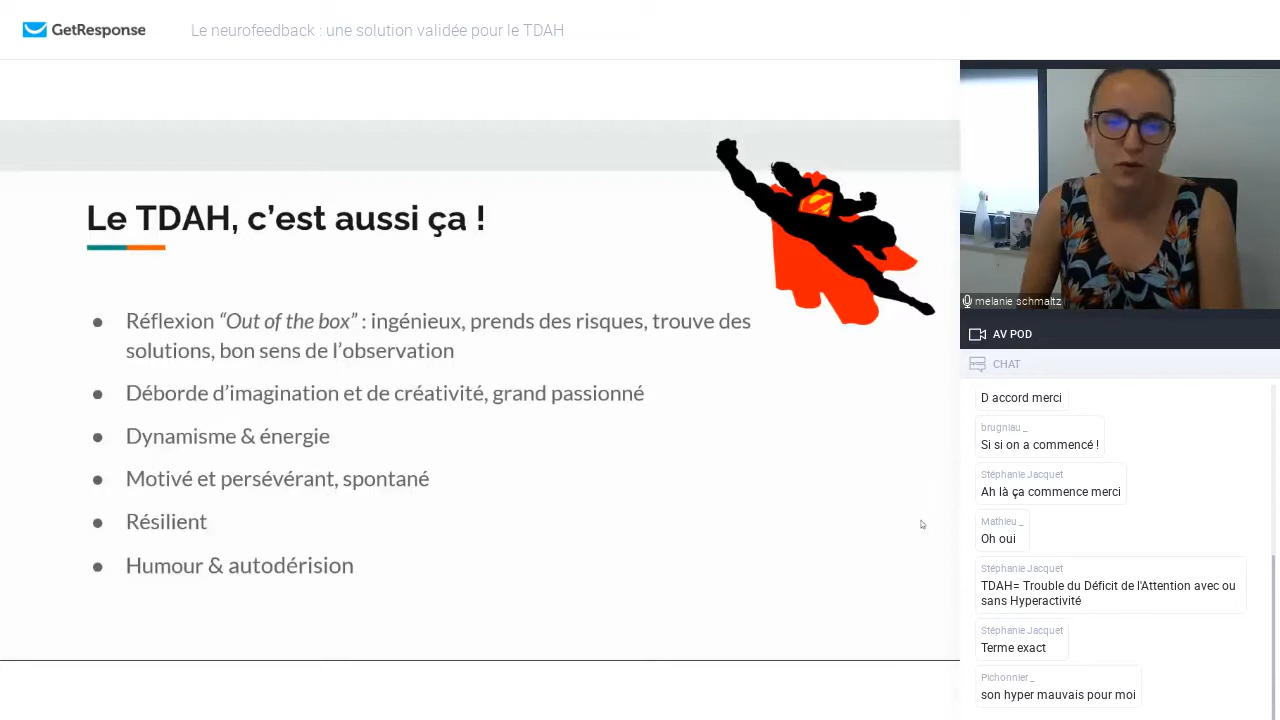 GetResponse
Le neurofeedback : une solution validée pour le TDAH
Le TDAH, c’est aussi ça !
● Réflexion “Out of the box” : ingénieux, prends des risques, trouve des
solutions, bon sens de l’observation
● Déborde d’imagination et de créativité, grand passionné
● Dynamisme & énergie
● Motivé et persévérant, spontané
● Résilient
● Humour & autodérision
melanie schmaltz
AV POD
CHAT
D accord merci
brugniau _
Si si on a commencé !
Stéphanie Jacquet
Ah là ça commence merci
Mathieu _
Oh oui
Stéphanie Jacquet
TDAH= Trouble du Déficit de l'Attention avec ou
sans Hyperactivité
Stéphanie Jacquet
Terme exact
Pichonnier _
son hyper mauvais pour moi